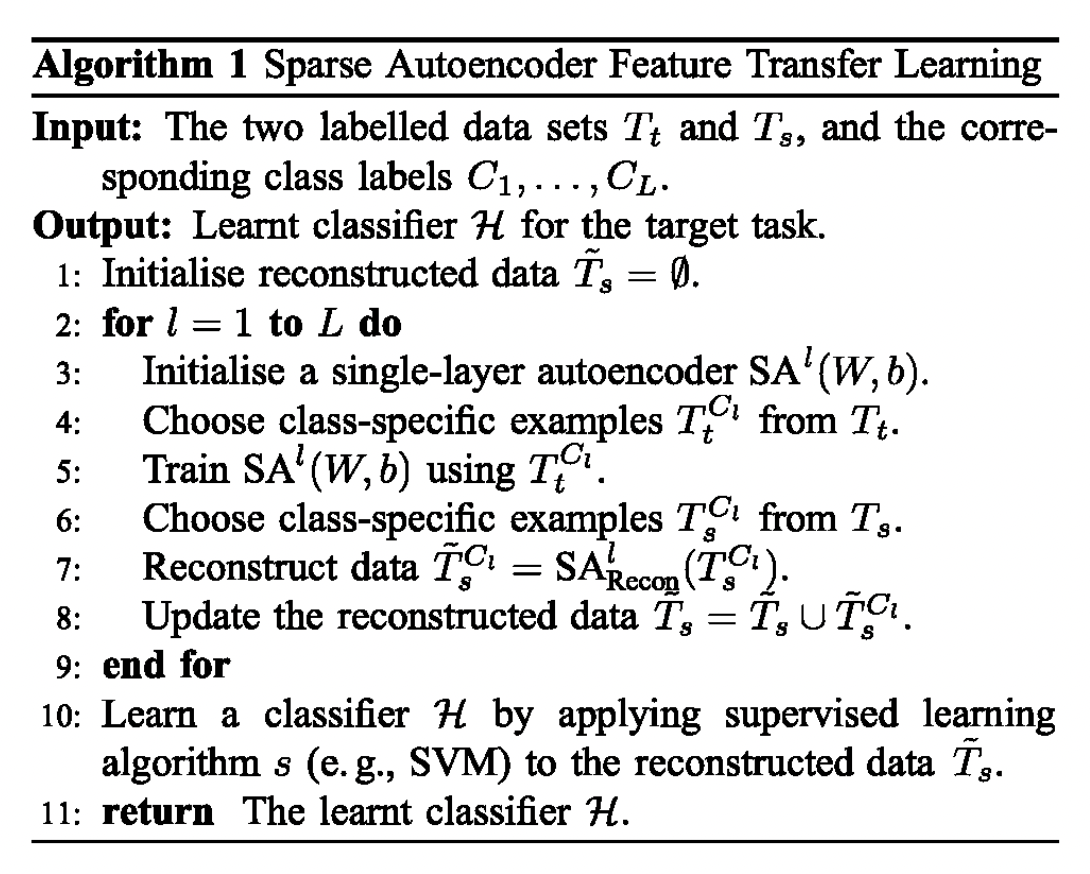 Algorithm 1 Sparse Autoencoder Feature Transfer Learning
Input: The two labelled data sets $T_t$ and $T_s$, and the corre-
sponding class labels $C_1, \ldots, C_L$.
Output: Learnt classifier $\mathcal{H}$ for the target task.
1: Initialise reconstructed data $\tilde{T}_s = \emptyset$.
2: for $l = 1$ to $L$ do
3: Initialise a single-layer autoencoder $\mathrm{SA}^l(W, b)$.
4: Choose class-specific examples $T_t^{C_l}$ from $T_t$.
5: Train $\mathrm{SA}^l(W, b)$ using $T_t^{C_l}$.
6: Choose class-specific examples $T_s^{C_l}$ from $T_s$.
7: Reconstruct data $\tilde{T}_s^{C_l} = \mathrm{SA}^l_{\mathrm{Recon}}(T_s^{C_l})$.
8: Update the reconstructed data $\tilde{T}_s = \tilde{T}_s \cup \tilde{T}_s^{C_l}$.
9: end for
10: Learn a classifier $\mathcal{H}$ by applying supervised learning
algorithm $s$ (e. g., SVM) to the reconstructed data $\tilde{T}_s$.
11: return The learnt classifier $\mathcal{H}$.